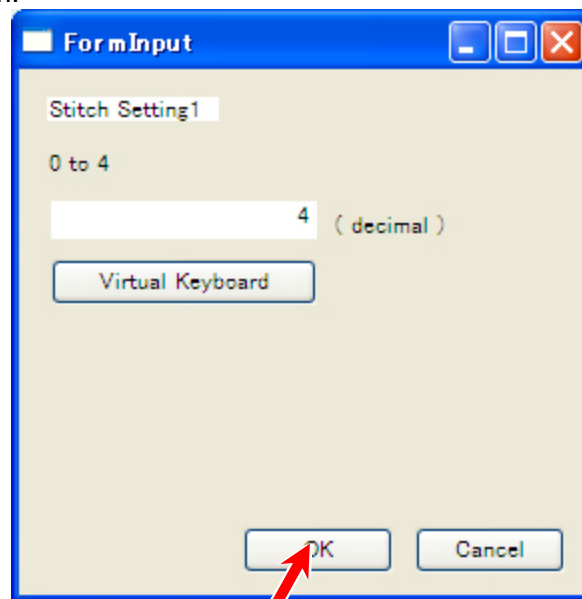 FormInput
Stitch Setting1
0 to 4
4 ( decimal )
Virtual Keyboard
OK Cancel